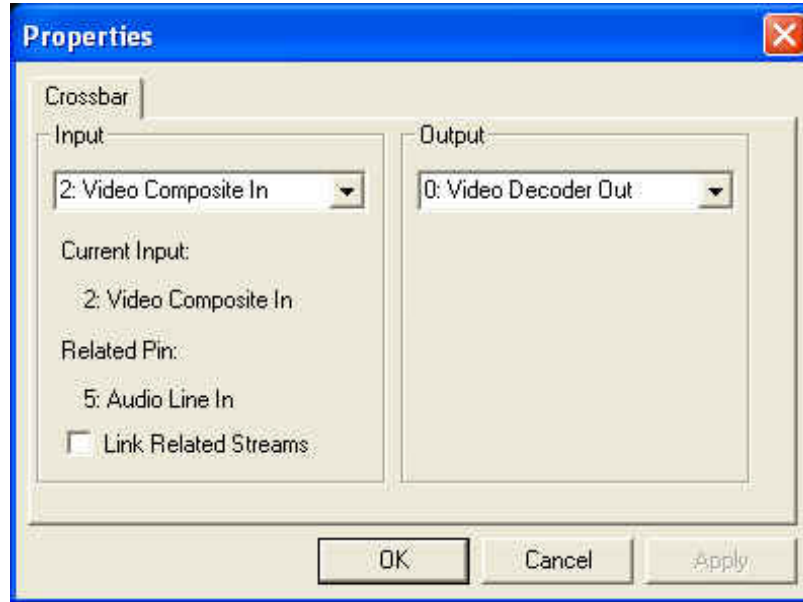 Properties
Crossbar
Input
2: Video Composite In
Current Input:
2: Video Composite In
Related Pin:
5: Audio Line In
Link Related Streams
Output
0: Video Decoder Out
OK
Cancel
Apply